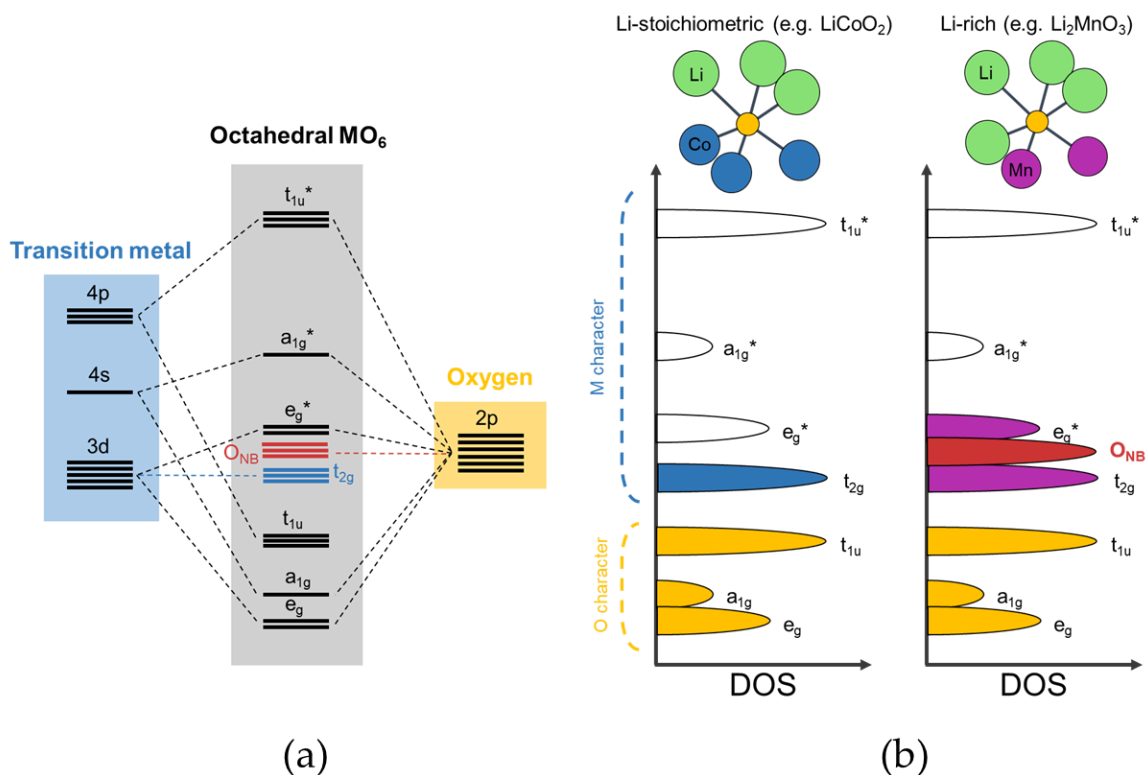 Octahedral MO₆
t₁ᵤ*
Transition metal
4p
4s
3d
a₁g*
Oxygen
2p
eg*
O_NB
t₂g
t₁ᵤ
a₁g
eg
(a)
Li-stoichiometric (e.g. LiCoO₂)
Li
Co
M character
O character
t₁ᵤ*
a₁g*
eg*
t₂g
t₁ᵤ
a₁g
eg
DOS
Li-rich (e.g. Li₂MnO₃)
Li
Mn
t₁ᵤ*
a₁g*
eg*
O_NB
t₂g
t₁ᵤ
a₁g
eg
DOS
(b)